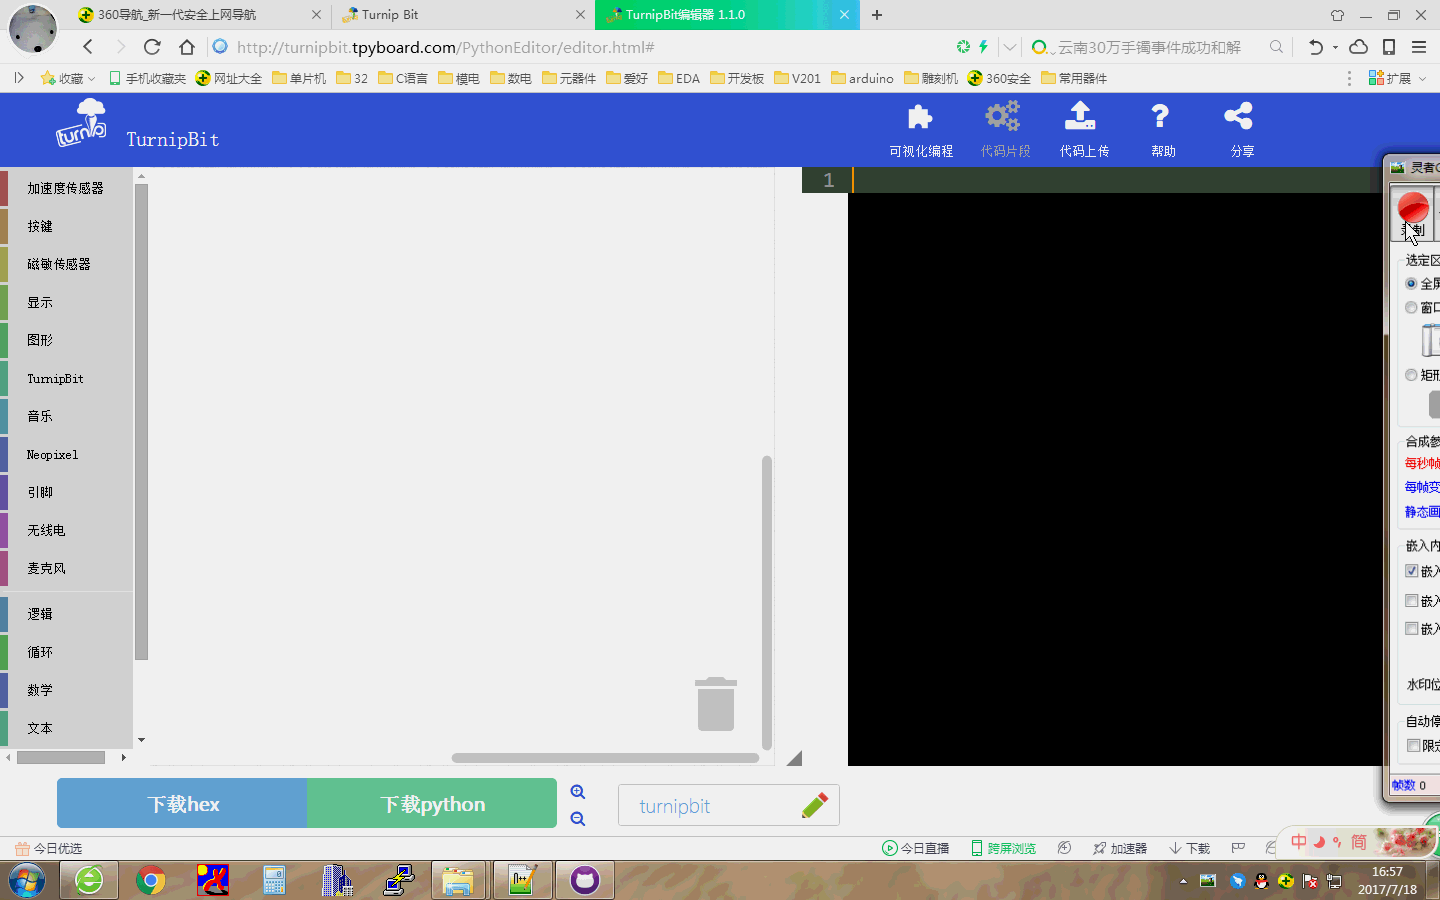 360导航_新一代安全上网导航
Turnip Bit
TurnipBit编辑器 1.1.0
http://turnipbit.tpyboard.com/PythonEditor/editor.html#
云南30万手镯事件成功和解
收藏
手机收藏夹
网址大全
单片机
32
C语言
模电
数电
元器件
爱好
EDA
开发板
V201
arduino
雕刻机
360安全
常用器件
扩展
turnip
TurnipBit
可视化编程
代码片段
代码上传
帮助
分享
加速度传感器
按键
磁敏传感器
显示
图形
TurnipBit
音乐
Neopixel
引脚
无线电
麦克风
逻辑
循环
数学
文本
1
灵者G
录制
选定区
全屏
窗口
矩形
合成参
每秒帧
每帧变
静态画
嵌入内
嵌入
嵌入
嵌入
水印位
自动停
限定
帧数 0
下载hex
下载python
turnipbit
今日优选
今日直播
跨屏浏览
加速器
下载
中
简
16:57
2017/7/18